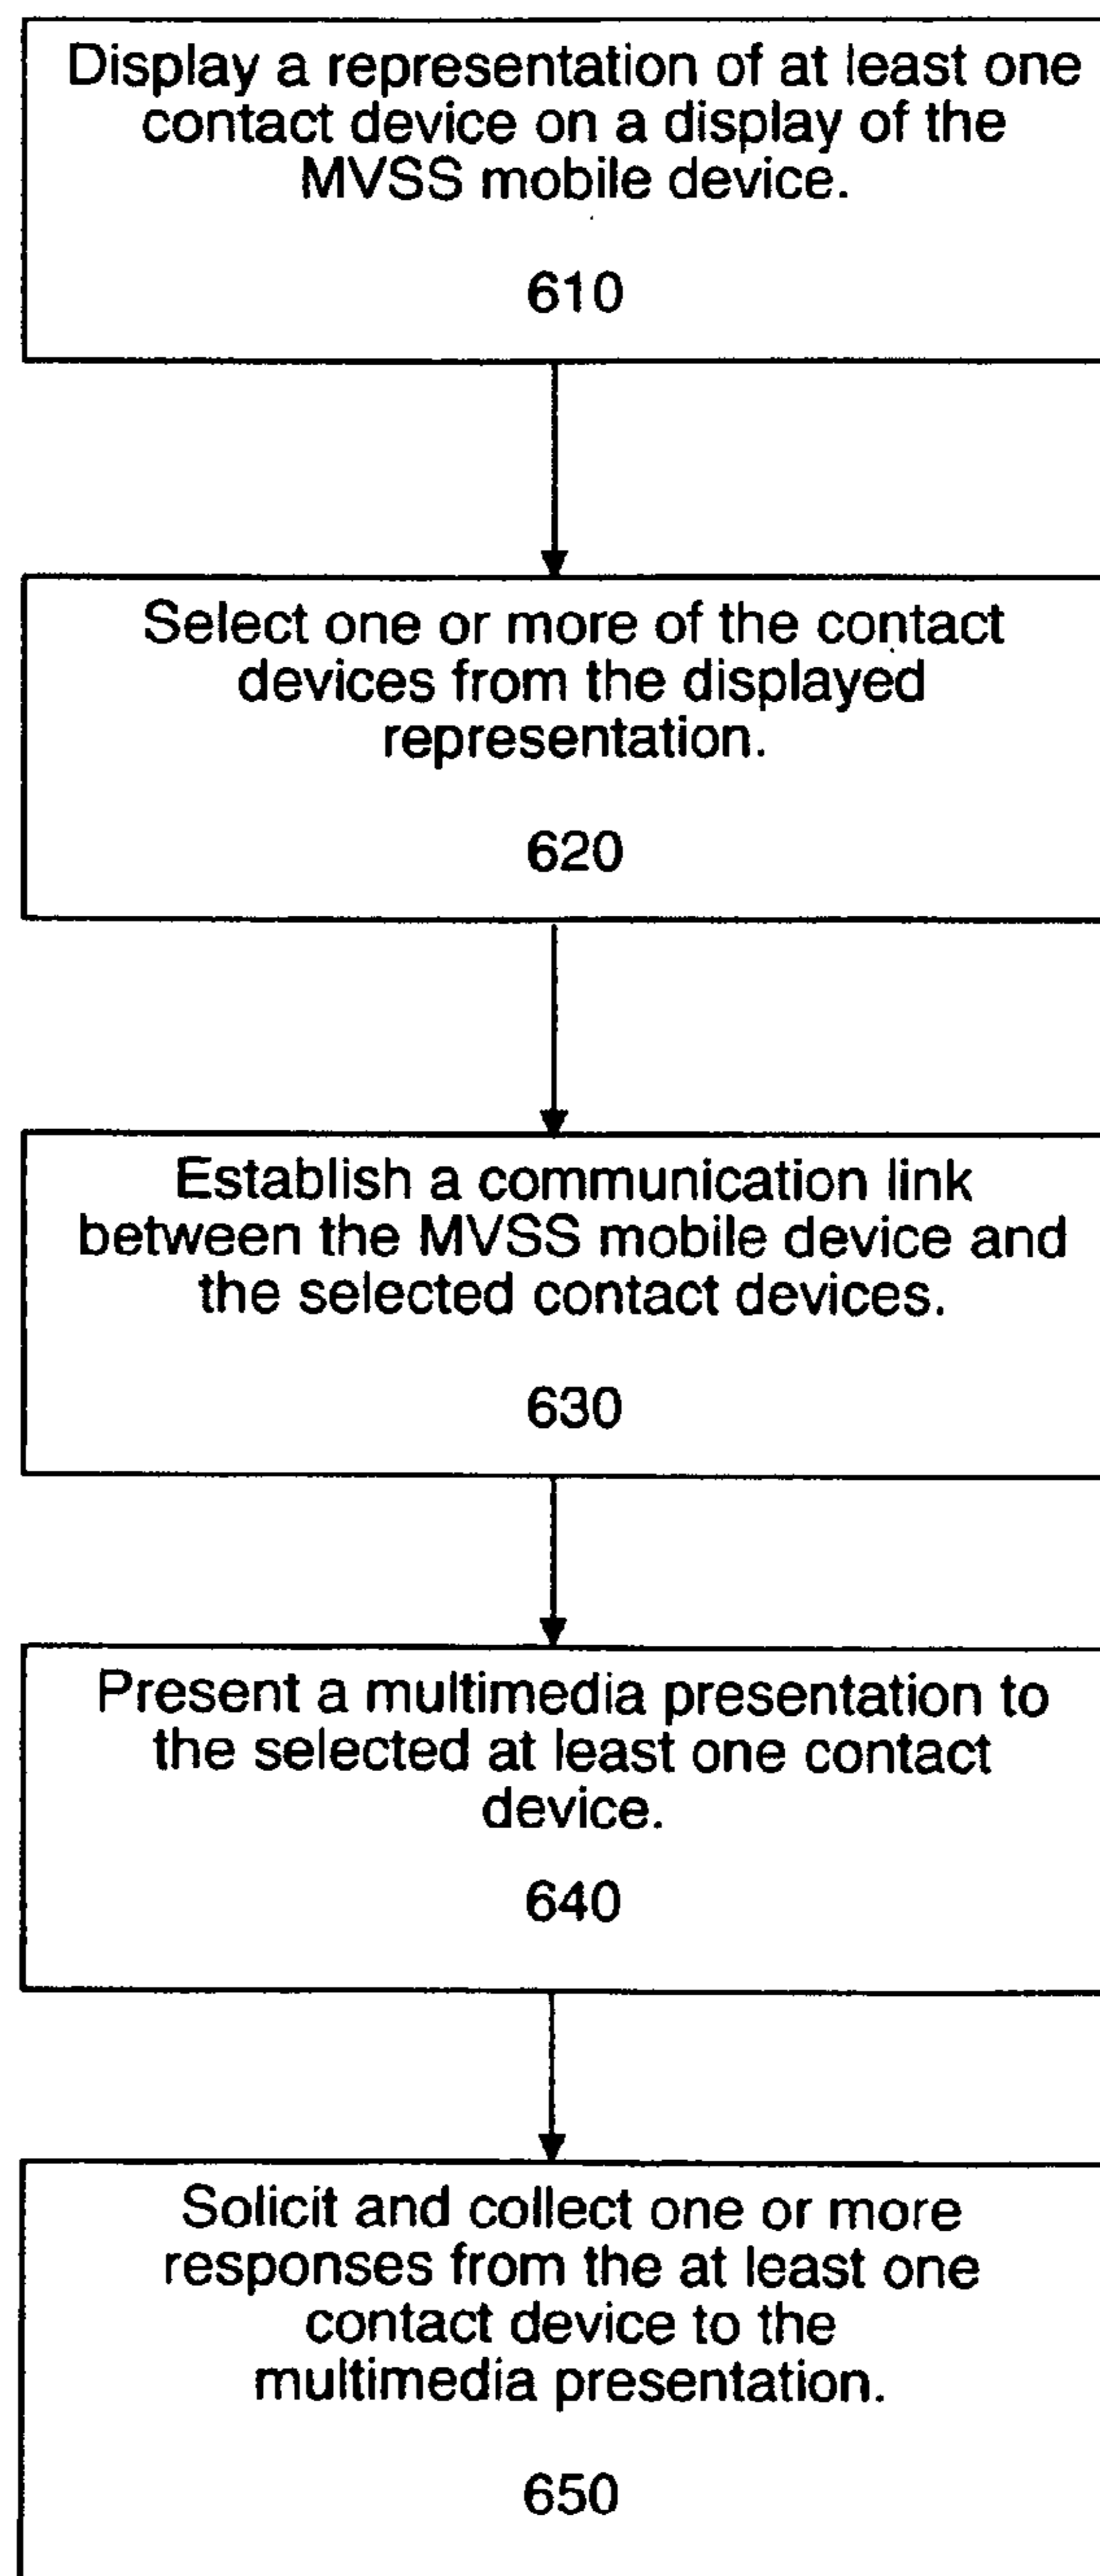 Display a representation of at least one
contact device on a display of the
MVSS mobile device.
610
Select one or more of the contact
devices from the displayed
representation.
620
Establish a communication link
between the MVSS mobile device and
the selected contact devices.
630
Present a multimedia presentation to
the selected at least one contact
device.
640
Solicit and collect one or more
responses from the at least one
contact device to the
multimedia presentation.
650